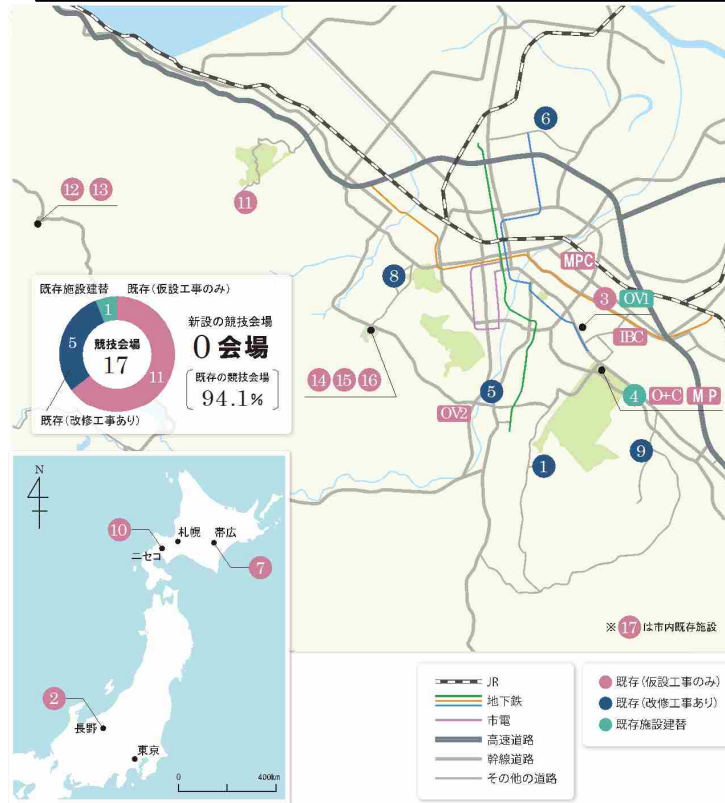 6
12 13
11
MPC
8
3 OV1
IBC
14 15 16
5
OV2
4 O+C MP
1
9
既存施設建替
既存(仮設工事のみ)
1
5
競技会場
17
11
既存(改修工事あり)
新設の競技会場
0会場
既存の競技会場
94.1%
※17は市内既存施設
N
10
札幌
帯広
ニセコ
7
2
長野
東京
0
400km
JR
地下鉄
市電
高速道路
幹線道路
その他の道路
既存(仮設工事のみ)
既存(改修工事あり)
既存施設建替